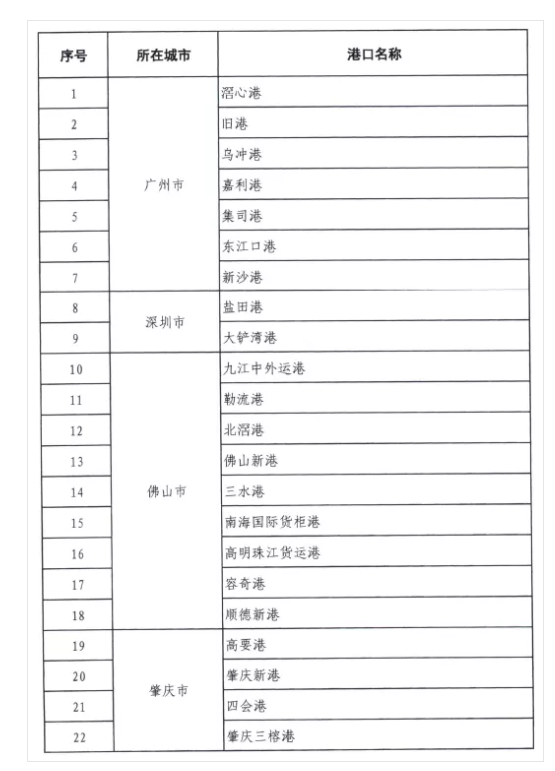 序号 所在城市 港口名称
1 滘心港
2 旧港
3 乌冲港
4 广州市 嘉利港
5 集司港
6 东江口港
7 新沙港
8 深圳市 盐田港
9 大铲湾港
10 九江中外运港
11 勒流港
12 北滘港
13 佛山新港
14 佛山市 三水港
15 南海国际货柜港
16 高明珠江货运港
17 容奇港
18 顺德新港
19 高要港
20 肇庆市 肇庆新港
21 四会港
22 肇庆三榕港